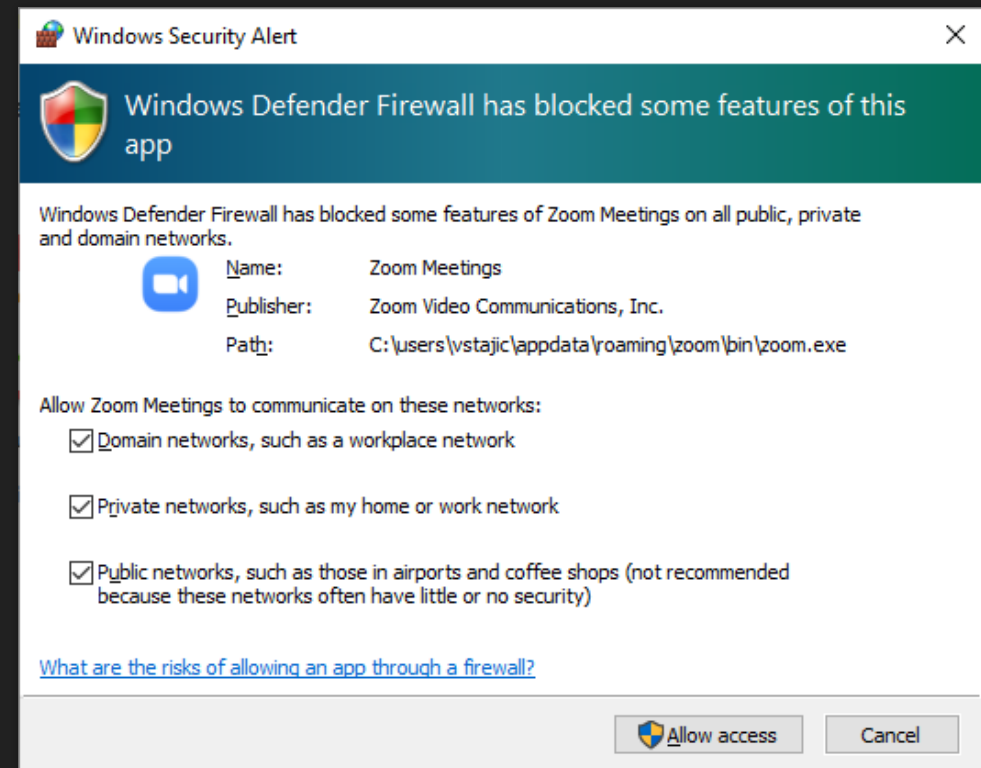 Windows Security Alert
Windows Defender Firewall has blocked some features of this
app
Windows Defender Firewall has blocked some features of Zoom Meetings on all public, private
and domain networks.
Name: Zoom Meetings
Publisher: Zoom Video Communications, Inc.
Path: C:\users\vstajic\appdata\roaming\zoom\bin\zoom.exe
Allow Zoom Meetings to communicate on these networks:
Domain networks, such as a workplace network
Private networks, such as my home or work network
Public networks, such as those in airports and coffee shops (not recommended
because these networks often have little or no security)
What are the risks of allowing an app through a firewall?
Allow access Cancel